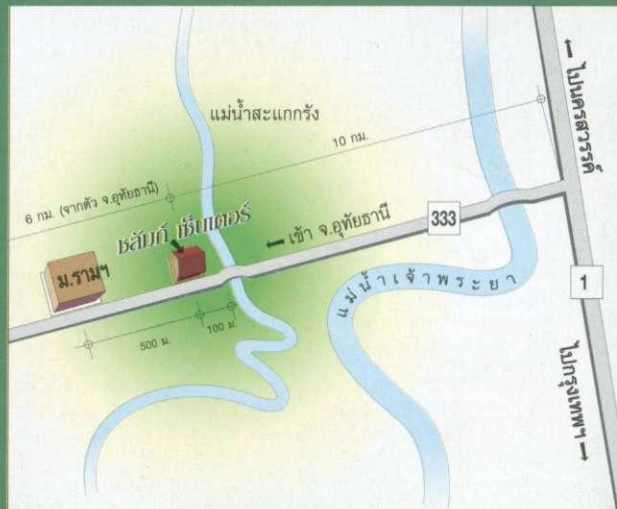 ไปนครสวรรค์
แม่น้ำสะแกกรัง
10 กม.
6 กม. (จากตัว จ.อุทัยธานี)
ชลัมภ์ เซ็นเตอร์
เข้า จ.อุทัยธานี
333
ม.รามฯ
แม่น้ำเจ้าพระยา
1
500 ม.
100 ม.
ไปกรุงเทพฯ